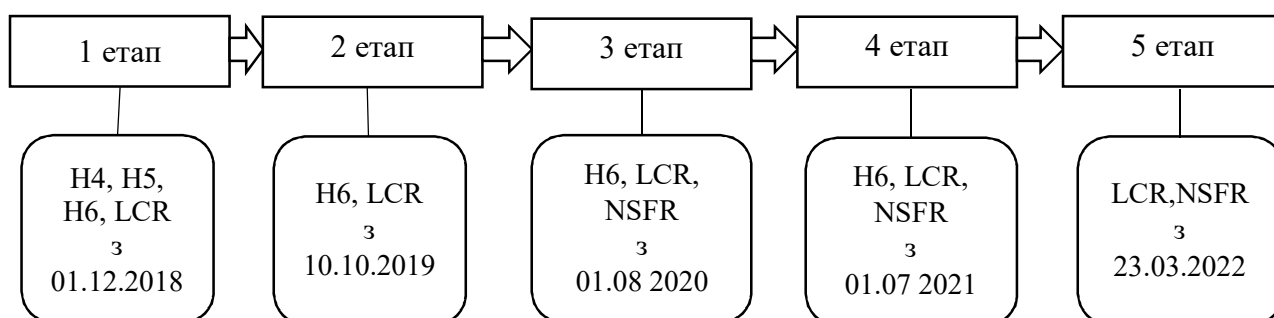 1 етап
2 етап
3 етап
4 етап
5 етап
Н4, Н5,
Н6, LCR
з
01.12.2018
Н6, LCR
з
10.10.2019
Н6, LCR,
NSFR
з
01.08 2020
Н6, LCR,
NSFR
з
01.07 2021
LCR,NSFR
з
23.03.2022